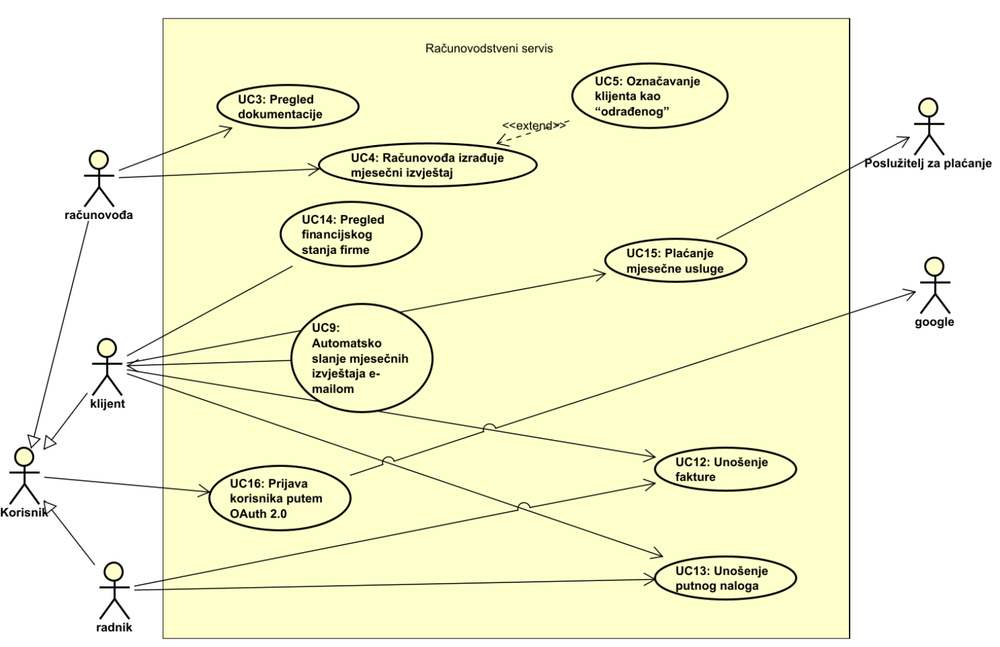 Računovodstveni servis
UC5: Označavanje
klijenta kao
“odrađenog”
UC3: Pregled
dokumentacije
<<extend>>
UC4: Računovođa izrađuje
mjesečni izvještaj
Poslužitelj za plaćanje
računovođa
UC14: Pregled
financijskog
stanja firme
UC15: Plaćanje
mjesečne usluge
google
UC9:
Automatsko
slanje mjesečnih
izvještaja e-
mailom
klijent
UC12: Unošenje
fakture
UC16: Prijava
korisnika putem
OAuth 2.0
Korisnik
UC13: Unošenje
putnog naloga
radnik